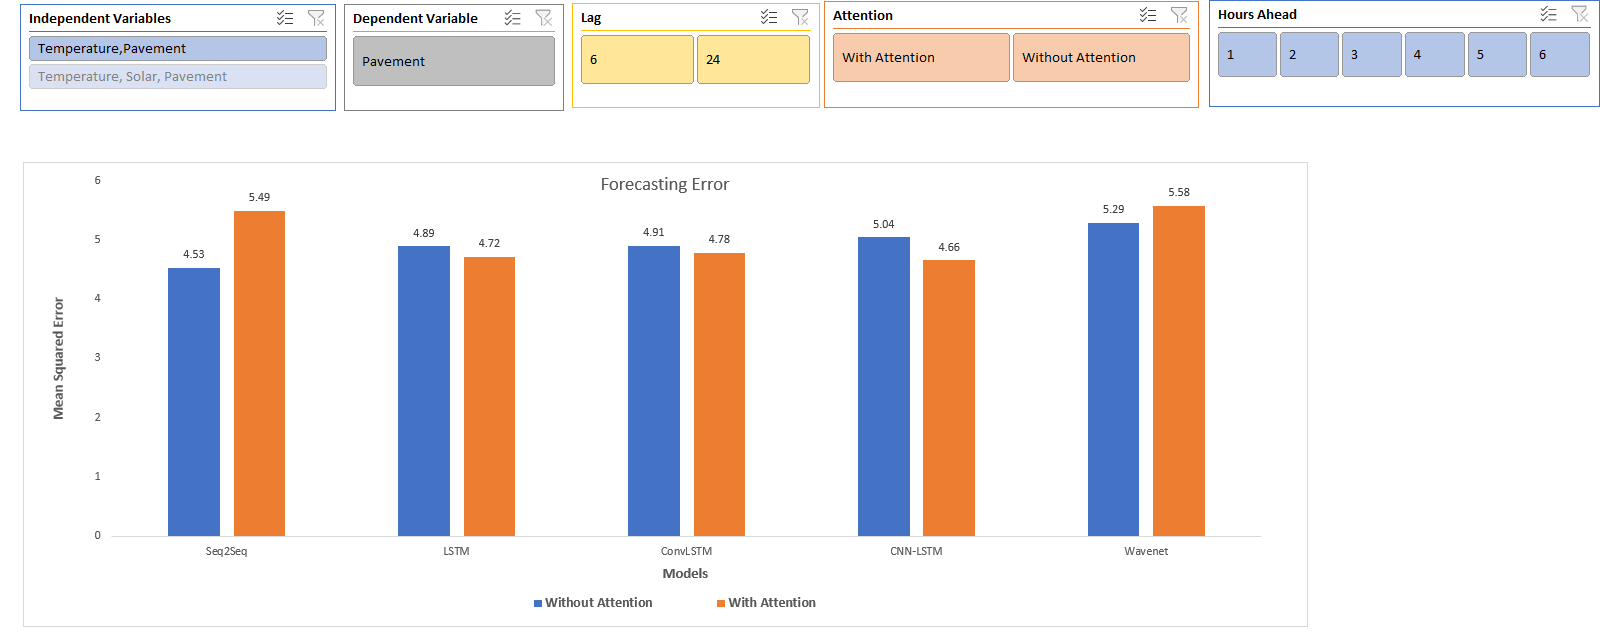 Independent Variables
Temperature,Pavement
Temperature, Solar, Pavement
Dependent Variable
Pavement
Lag
6 24
Attention
With Attention Without Attention
Hours Ahead
1 2 3 4 5 6
Forecasting Error
Mean Squared Error
6
5
4
3
2
1
0
4.53 5.49 4.89 4.72 4.91 4.78 5.04 4.66 5.29 5.58
Seq2Seq LSTM ConvLSTM CNN-LSTM Wavenet
Models
Without Attention With Attention